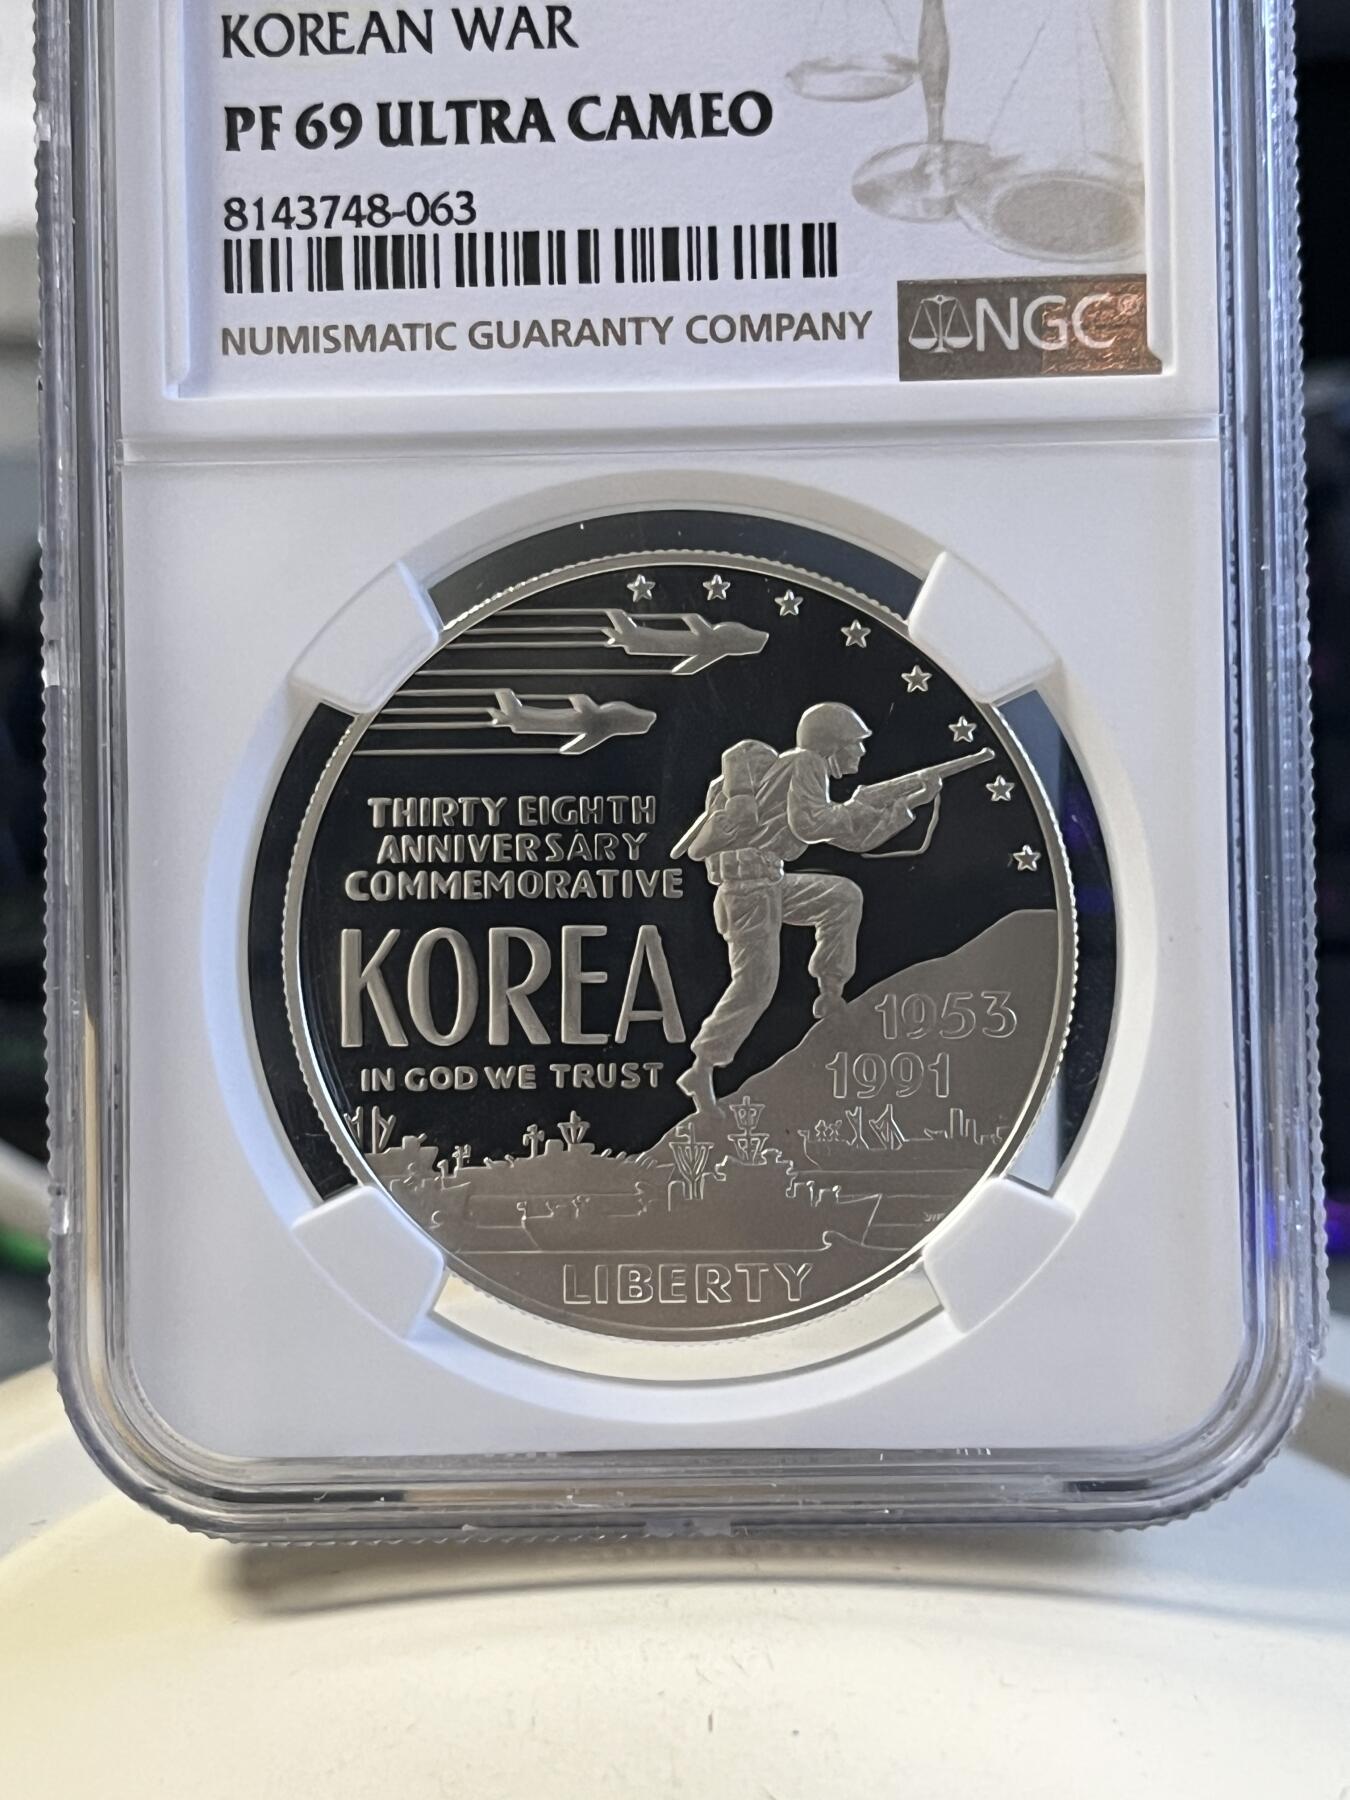 KOREAN WAR
PF 69 ULTRA CAMEO
8143748-063
NUMISMATIC GUARANTY COMPANY
NGC®
THIRTY EIGHTH
ANNIVERSARY
COMMEMORATIVE
KOREA
IN GOD WE TRUST
1953
1991
LIBERTY